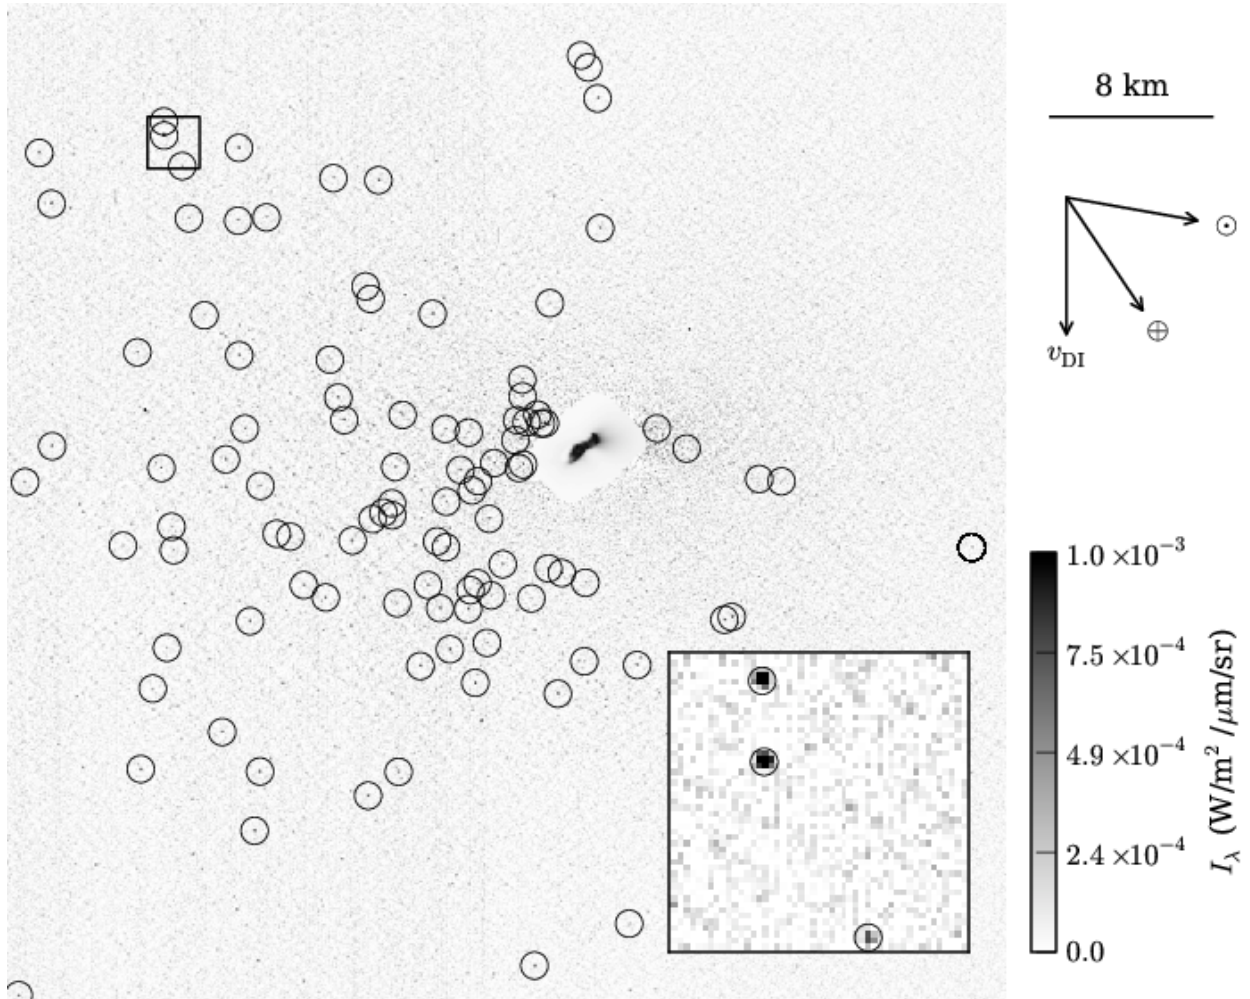 8 km
⊙
⊕
v_DI
1.0 ×10⁻³
7.5 ×10⁻⁴
4.9 ×10⁻⁴
2.4 ×10⁻⁴
0.0
I_λ (W/m² /μm/sr)